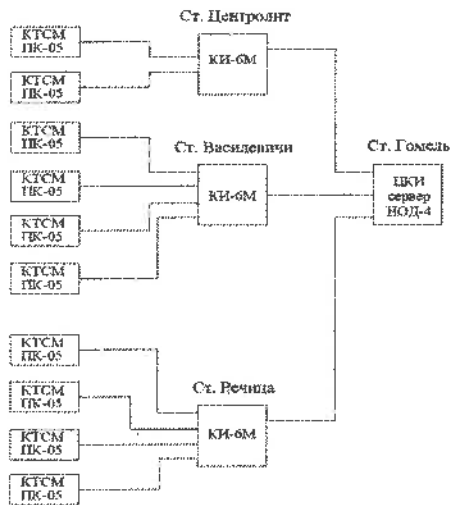 Ст. Центролит
КТСМ
ПК-05
КТСМ
ПК-05
КИ-6М
Ст. Василевичи
КТСМ
ПК-05
КТСМ
ПК-05
КТСМ
ПК-05
КТСМ
ПК-05
КИ-6М
Ст. Гомель
ЦКИ
сервер
НОД-4
Ст. Речица
КТСМ
ПК-05
КТСМ
ПК-05
КТСМ
ПК-05
КТСМ
ПК-05
КИ-6М